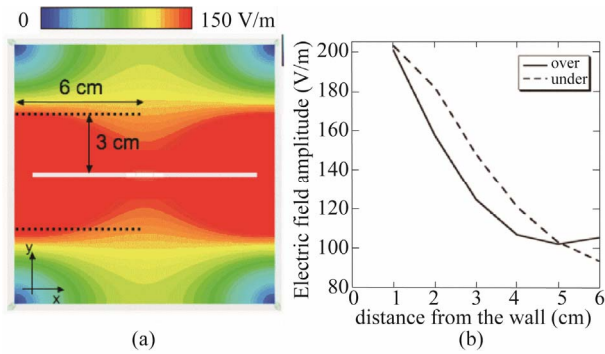 0 150 V/m
6 cm
3 cm
y
x
(a)
(b)
Electric field amplitude (V/m)
200
180
160
140
120
100
80
over
under
0 1 2 3 4 5 6
distance from the wall (cm)